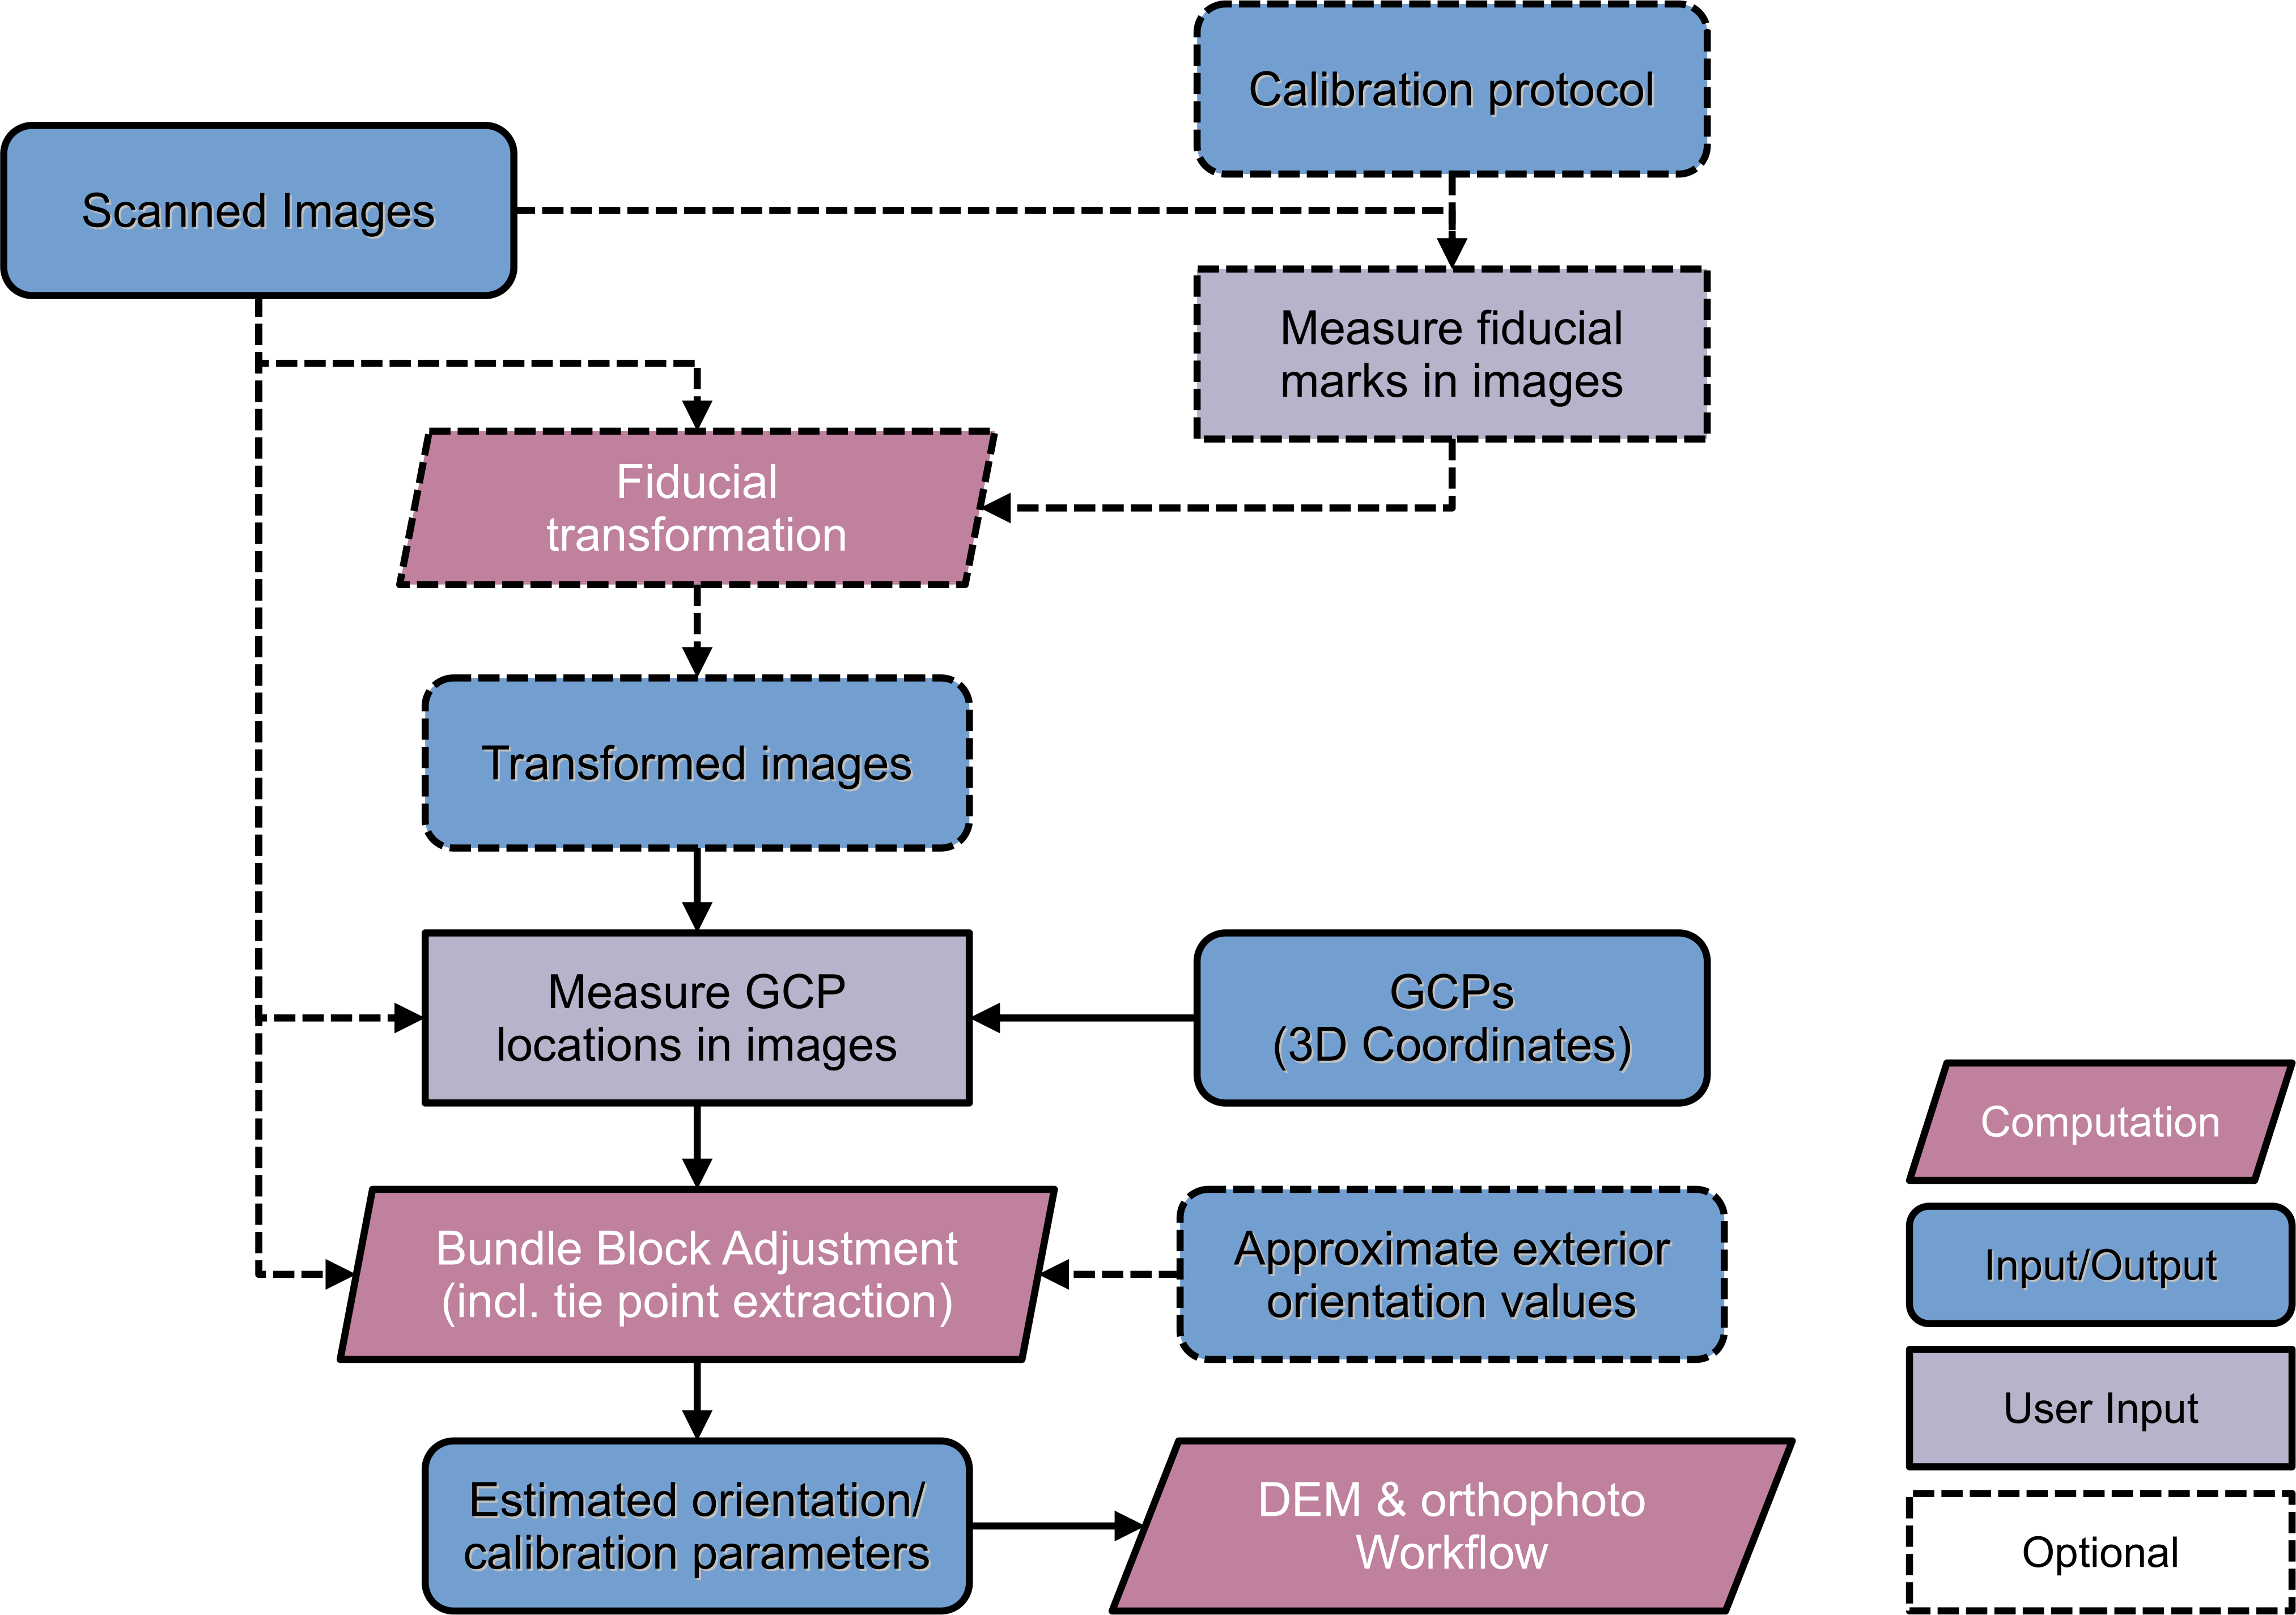 Calibration protocol
Scanned Images
Measure fiducial
marks in images
Fiducial
transformation
Transformed images
Measure GCP
locations in images
GCPs
(3D Coordinates)
Bundle Block Adjustment
(incl. tie point extraction)
Approximate exterior
orientation values
Estimated orientation/
calibration parameters
DEM & orthophoto
Workflow
Computation
Input/Output
User Input
Optional